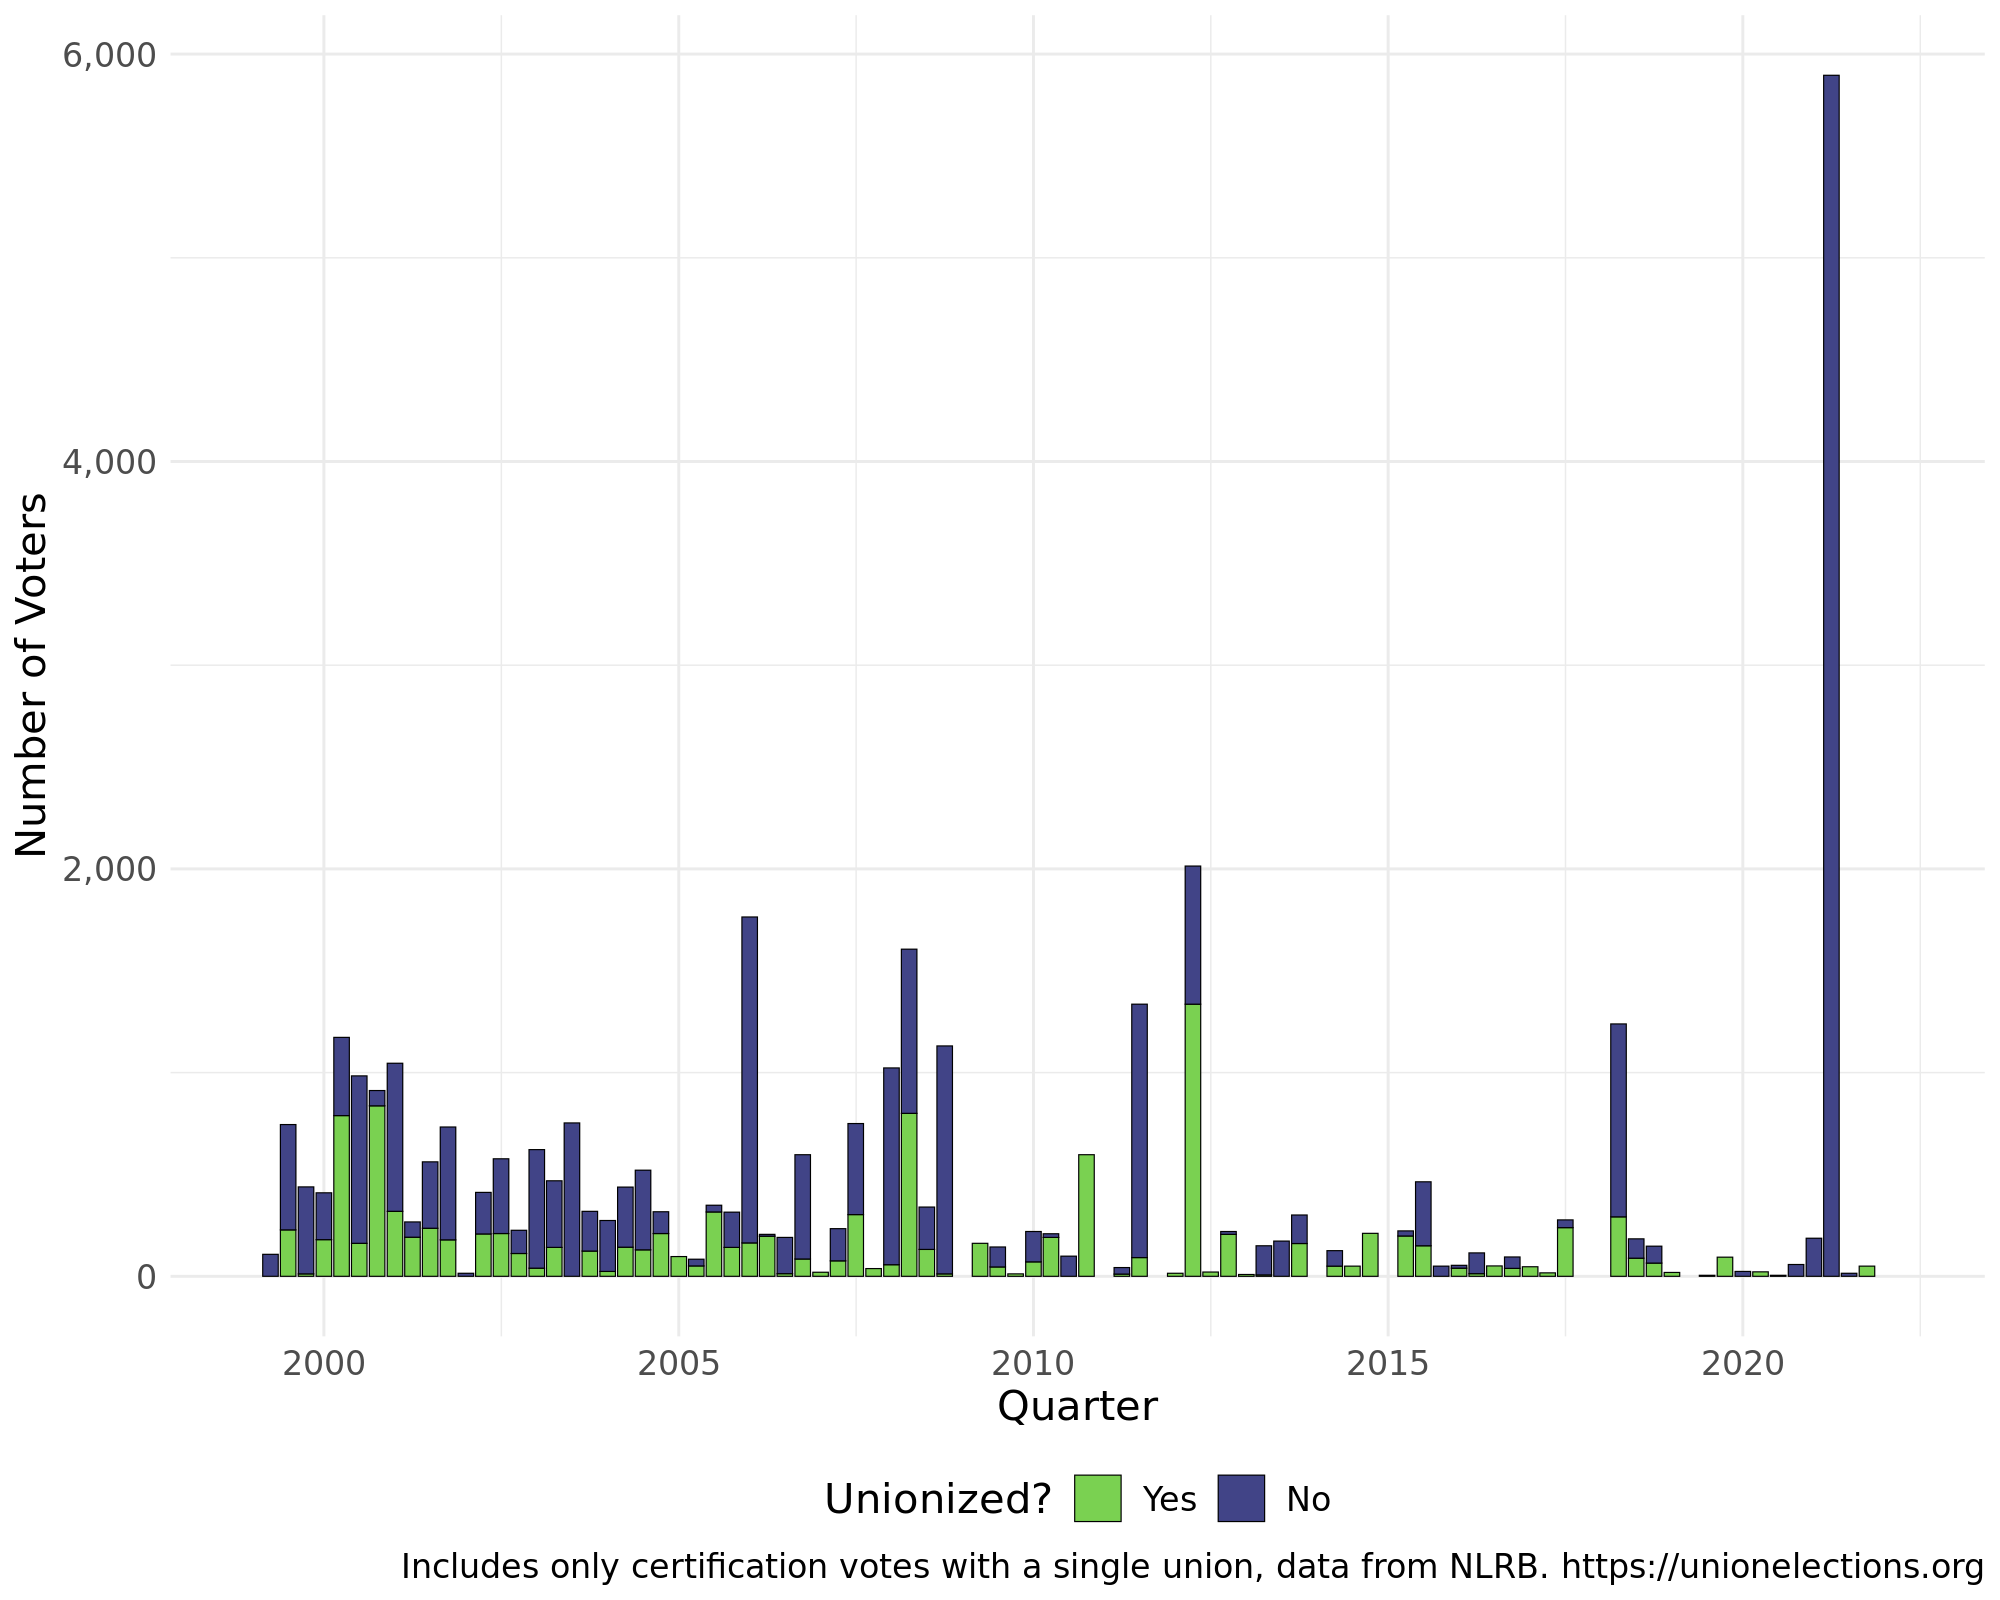 6,000
4,000
2,000
0
Number of Voters
2000 2005 2010 2015 2020
Quarter
Unionized? Yes No
Includes only certification votes with a single union, data from NLRB. https://unionelections.org